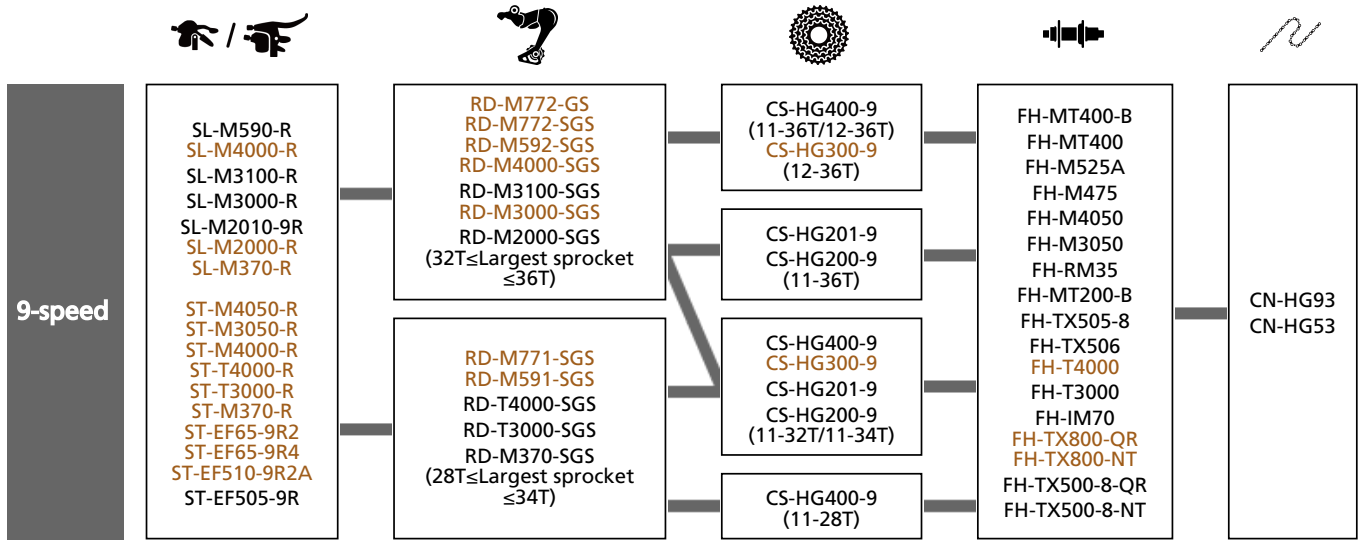 9-speed
SL-M590-R
SL-M4000-R
SL-M3100-R
SL-M3000-R
SL-M2010-9R
SL-M2000-R
SL-M370-R
ST-M4050-R
ST-M3050-R
ST-M4000-R
ST-T4000-R
ST-T3000-R
ST-M370-R
ST-EF65-9R2
ST-EF65-9R4
ST-EF510-9R2A
ST-EF505-9R
RD-M772-GS
RD-M772-SGS
RD-M592-SGS
RD-M4000-SGS
RD-M3100-SGS
RD-M3000-SGS
RD-M2000-SGS
(32T≤Largest sprocket
≤36T)
RD-M771-SGS
RD-M591-SGS
RD-T4000-SGS
RD-T3000-SGS
RD-M370-SGS
(28T≤Largest sprocket
≤34T)
CS-HG400-9
(11-36T/12-36T)
CS-HG300-9
(12-36T)
CS-HG201-9
CS-HG200-9
(11-36T)
CS-HG400-9
CS-HG300-9
CS-HG201-9
CS-HG200-9
(11-32T/11-34T)
CS-HG400-9
(11-28T)
FH-MT400-B
FH-MT400
FH-M525A
FH-M475
FH-M4050
FH-M3050
FH-RM35
FH-MT200-B
FH-TX505-8
FH-TX506
FH-T4000
FH-T3000
FH-IM70
FH-TX800-QR
FH-TX800-NT
FH-TX500-8-QR
FH-TX500-8-NT
CN-HG93
CN-HG53